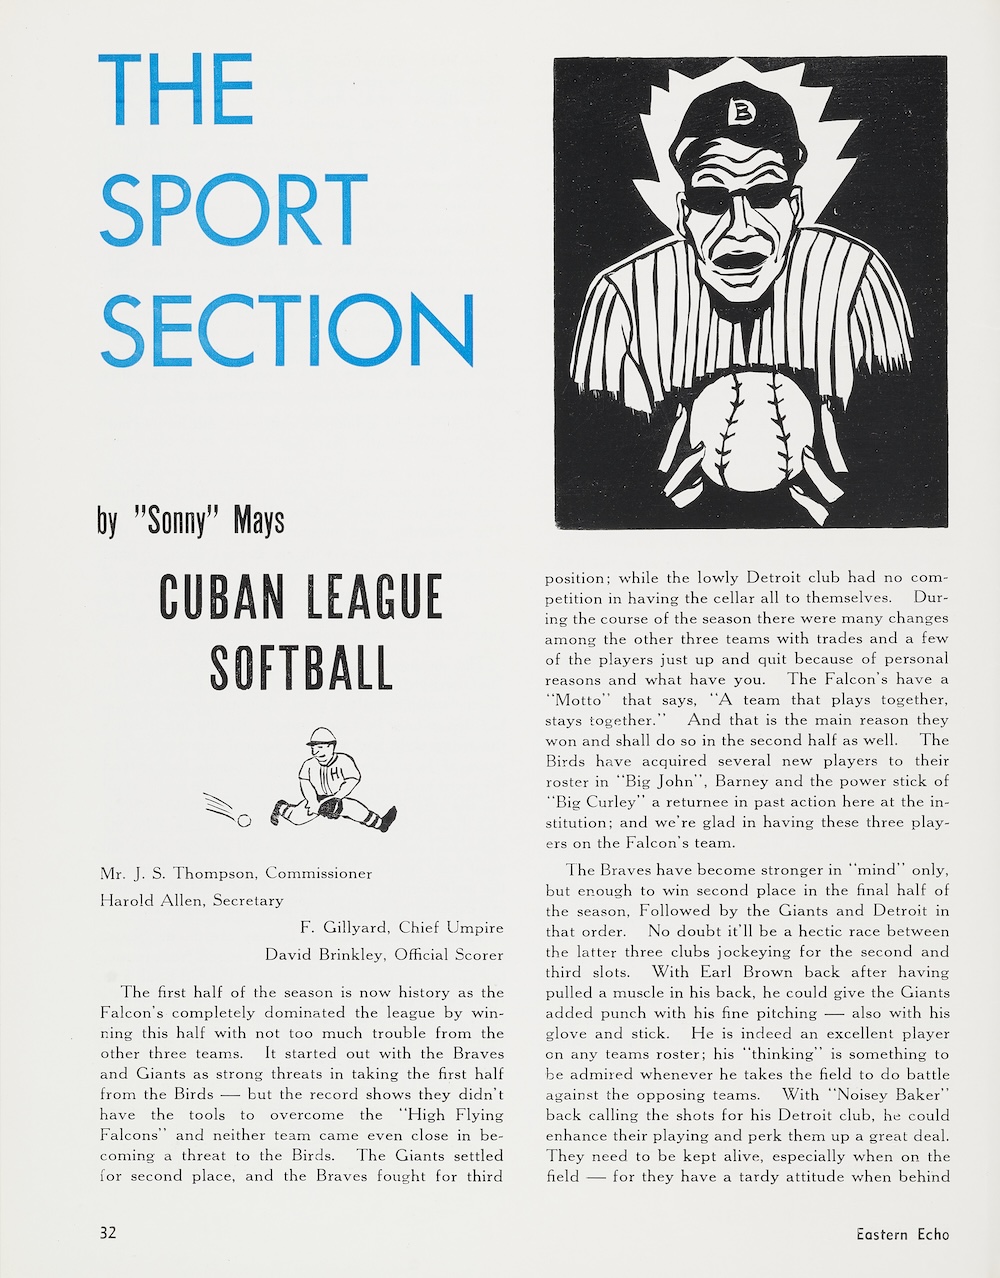 THE
SPORT
SECTION
by "Sonny" Mays
CUBAN LEAGUE
SOFTBALL
H
Mr. J. S. Thompson, Commissioner
Harold Allen, Secretary
F. Gillyard, Chief Umpire
David Brinkley, Official Scorer
The first half of the season is now history as the
Falcon's completely dominated the league by win-
ning this half with not too much trouble from the
other three teams. It started out with the Braves
and Giants as strong threats in taking the first half
from the Birds — but the record shows they didn't
have the tools to overcome the "High Flying
Falcons" and neither team came even close in be-
coming a threat to the Birds. The Giants settled
for second place, and the Braves fought for third
B
position; while the lowly Detroit club had no com-
petition in having the cellar all to themselves. Dur-
ing the course of the season there were many changes
among the other three teams with trades and a few
of the players just up and quit because of personal
reasons and what have you. The Falcon's have a
"Motto" that says, "A team that plays together,
stays together." And that is the main reason they
won and shall do so in the second half as well. The
Birds have acquired several new players to their
roster in "Big John", Barney and the power stick of
"Big Curley" a returnee in past action here at the in-
stitution; and we're glad in having these three play-
ers on the Falcon's team.
The Braves have become stronger in "mind" only,
but enough to win second place in the final half of
the season, Followed by the Giants and Detroit in
that order. No doubt it'll be a hectic race between
the latter three clubs jockeying for the second and
third slots. With Earl Brown back after having
pulled a muscle in his back, he could give the Giants
added punch with his fine pitching — also with his
glove and stick. He is indeed an excellent player
on any teams roster; his "thinking" is something to
be admired whenever he takes the field to do battle
against the opposing teams. With "Noisey Baker"
back calling the shots for his Detroit club, he could
enhance their playing and perk them up a great deal.
They need to be kept alive, especially when on the
field — for they have a tardy attitude when behind
32
Eastern Echo